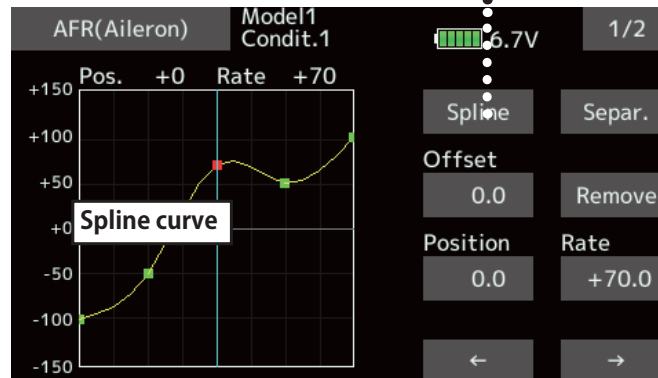 AFR(Aileron)
Model1
Condit.1
6.7V
1/2
Pos. +0 Rate +70
+150
+100
+50
+0
-50
-100
-150
Spline curve
Spline
Separ.
Offset
0.0
Remove
Position
Rate
0.0
+70.0
←
→